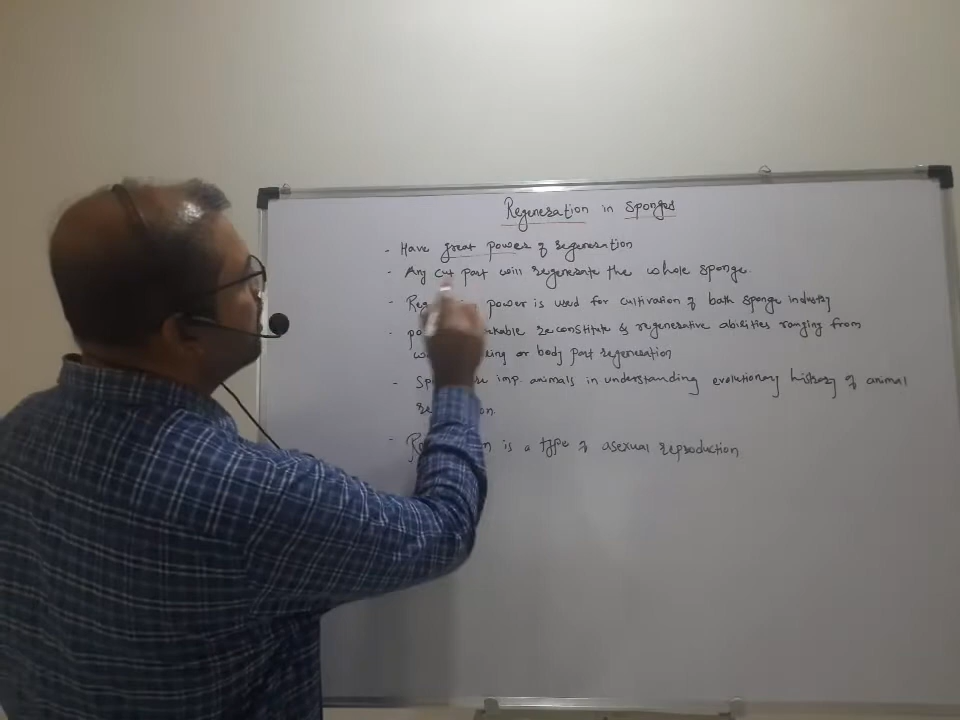 Regeneration in Sponges
- Have great power of regeneration
- Any cut part will regenerate the whole sponge.
- power is used for cultivation of bath sponge industry
- reconstitute & regenerative abilities ranging from
or body part regeneration
- imp. animals in understanding evolutionary history of animal
- is a type of asexual reproduction